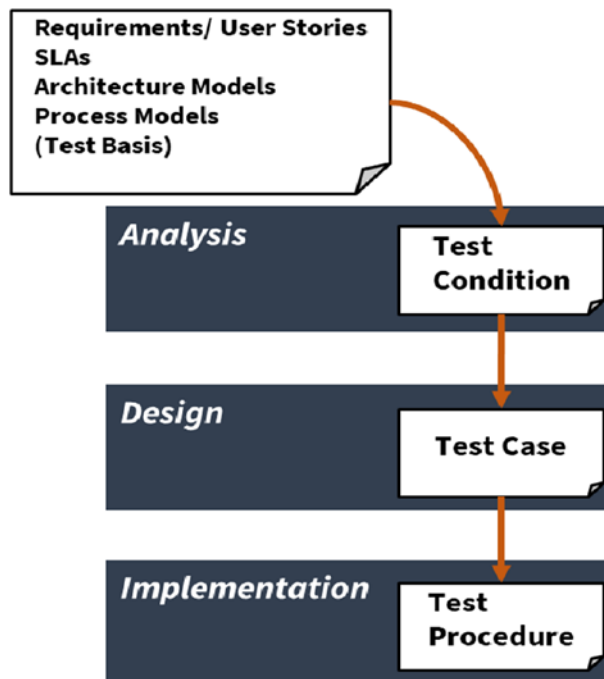 Requirements/ User Stories
SLAs
Architecture Models
Process Models
(Test Basis)
Analysis
Test
Condition
Design
Test Case
Implementation
Test
Procedure